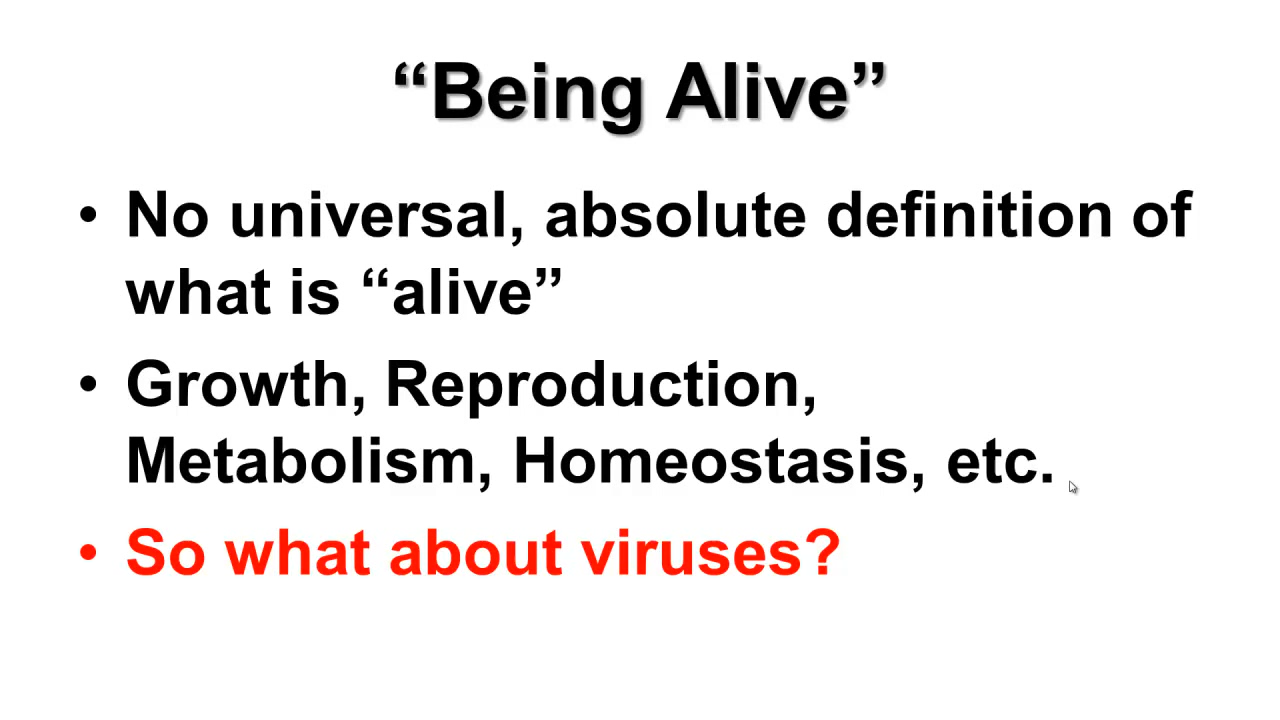 “Being Alive”
• No universal, absolute definition of
what is “alive”
• Growth, Reproduction,
Metabolism, Homeostasis, etc.
• So what about viruses?